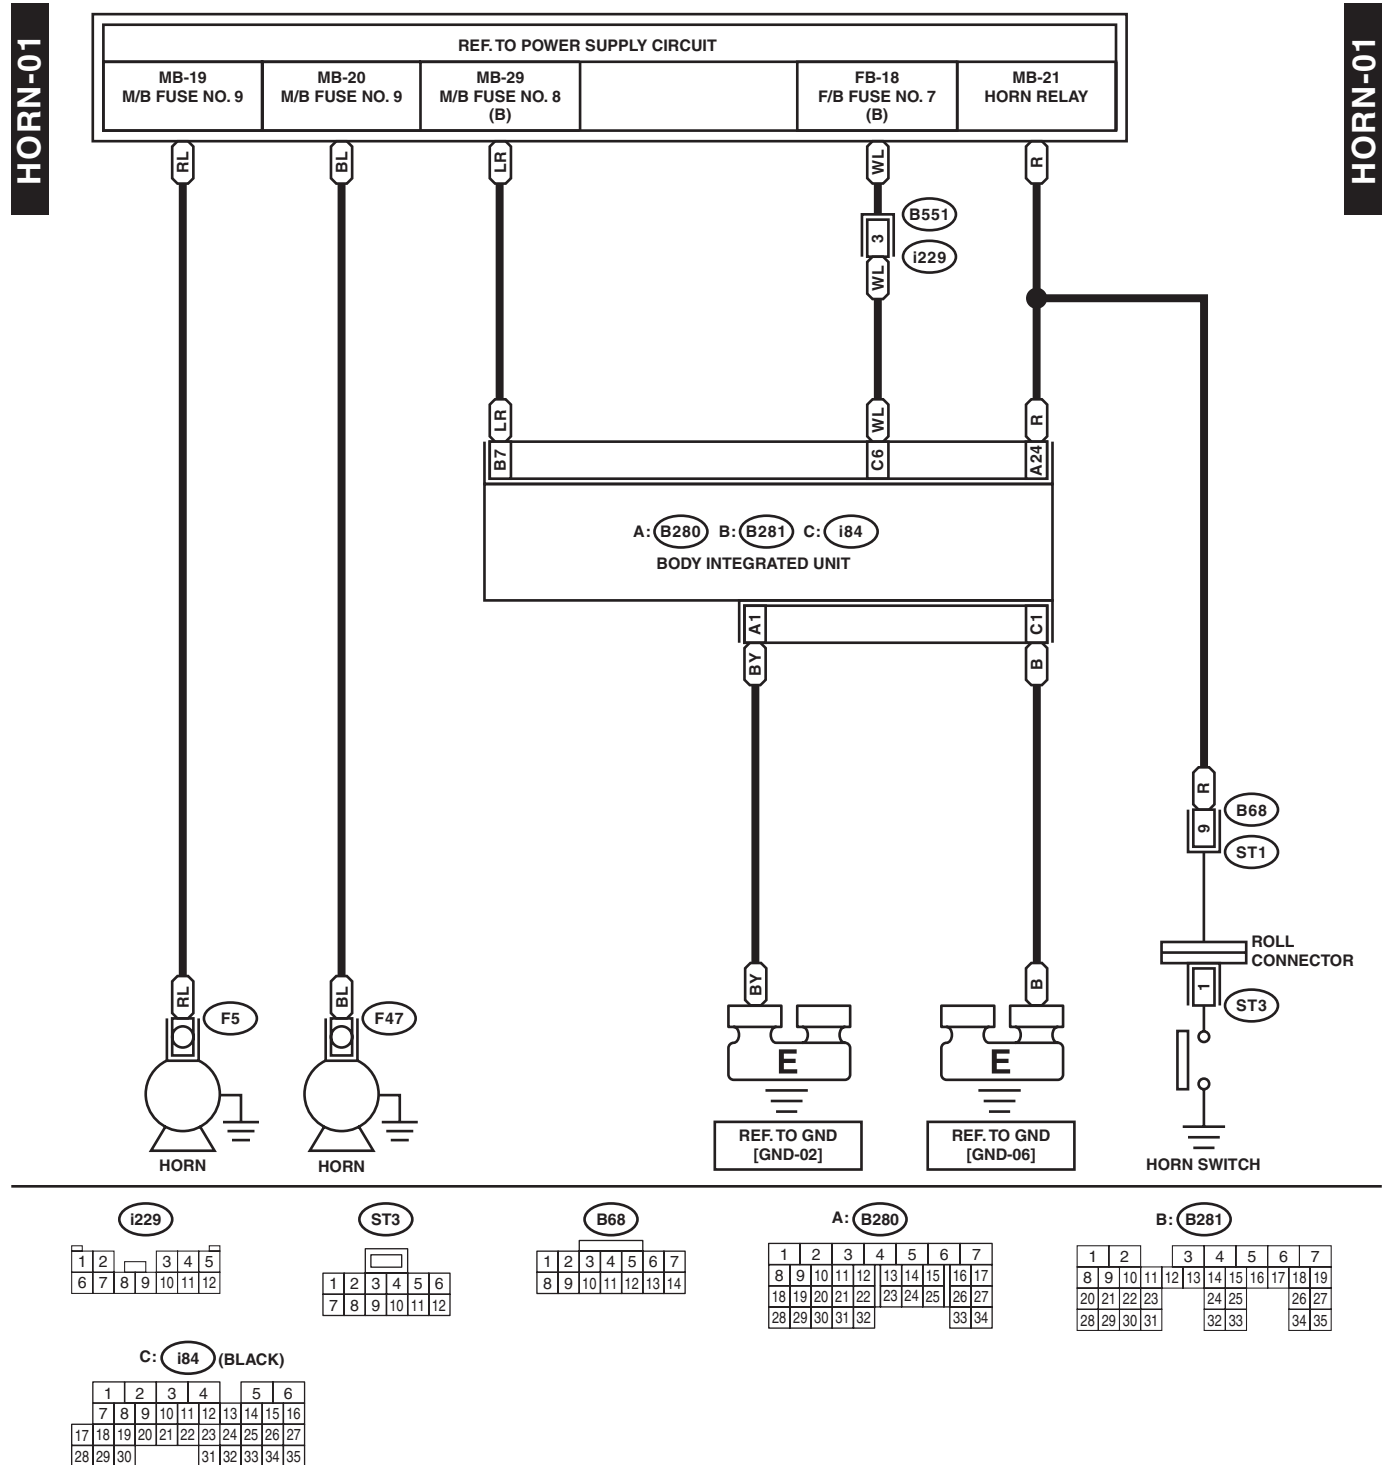 HORN-01
HORN-01
REF. TO POWER SUPPLY CIRCUIT
MB-19
M/B FUSE NO. 9
MB-20
M/B FUSE NO. 9
MB-29
M/B FUSE NO. 8
(B)
FB-18
F/B FUSE NO. 7
(B)
MB-21
HORN RELAY
RL
BL
LR
WL
R
3
B551
i229
WL
LR
WL
R
B7
C6
A24
A: B280 B: B281 C: i84
BODY INTEGRATED UNIT
A1
C1
BY
B
R
9
B68
ST1
ROLL
CONNECTOR
1
ST3
RL
F5
BL
F47
BY
B
E
E
REF. TO GND
[GND-02]
REF. TO GND
[GND-06]
HORN
HORN
HORN SWITCH
i229
1 2 3 4 5
6 7 8 9 10 11 12
ST3
1 2 3 4 5 6
7 8 9 10 11 12
B68
1 2 3 4 5 6 7
8 9 10 11 12 13 14
A: B280
1 2 3 4 5 6 7
8 9 10 11 12 13 14 15 16 17
18 19 20 21 22 23 24 25 26 27
28 29 30 31 32 33 34
B: B281
1 2 3 4 5 6 7
8 9 10 11 12 13 14 15 16 17 18 19
20 21 22 23 24 25 26 27
28 29 30 31 32 33 34 35
C: i84 (BLACK)
1 2 3 4 5 6
7 8 9 10 11 12 13 14 15 16
17 18 19 20 21 22 23 24 25 26 27
28 29 30 31 32 33 34 35